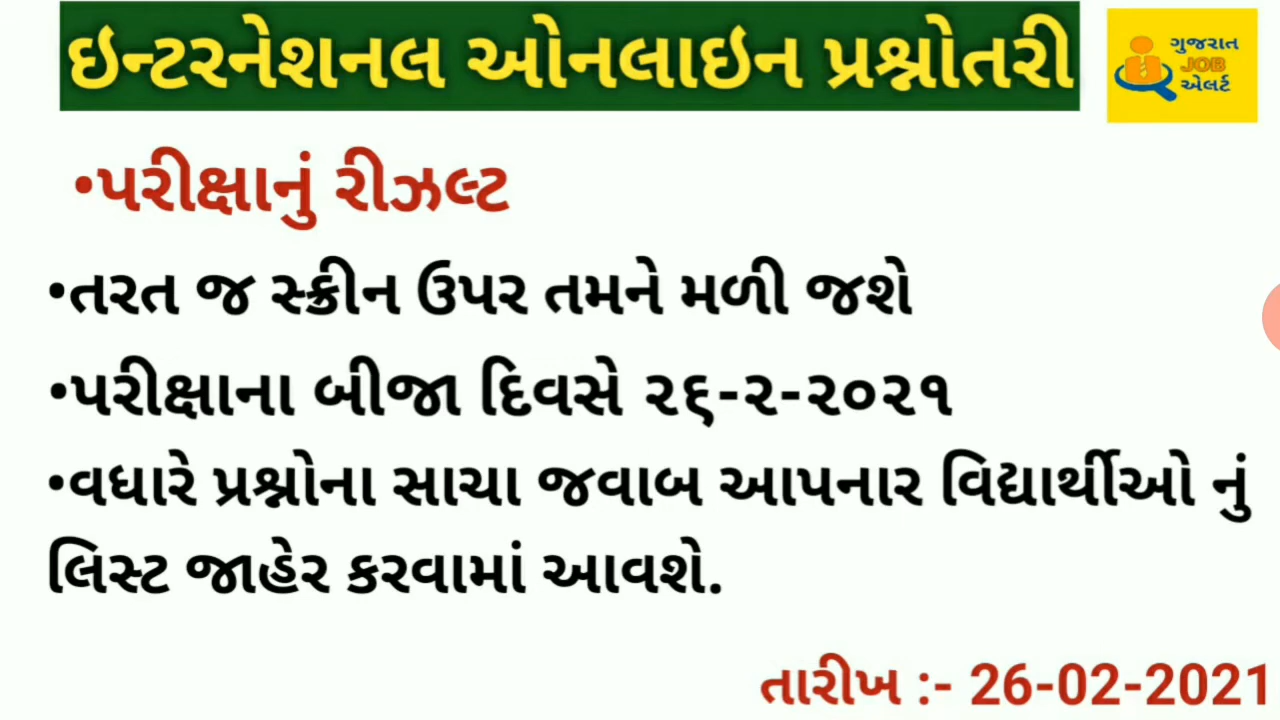 ઇન્ટરનેશનલ ઓનલાઇન પ્રશ્નોતરી
ગુજરાત
JOB
એલર્ટ
•પરીક્ષાનું રીઝલ્ટ
•તરત જ સ્ક્રીન ઉપર તમને મળી જશે
•પરીક્ષાના બીજા દિવસે ૨૬-૨-૨૦૨૧
•વધારે પ્રશ્નોના સાચા જવાબ આપનાર વિદ્યાર્થીઓ નું
લિસ્ટ જાહેર કરવામાં આવશે.
તારીખ :- 26-02-2021